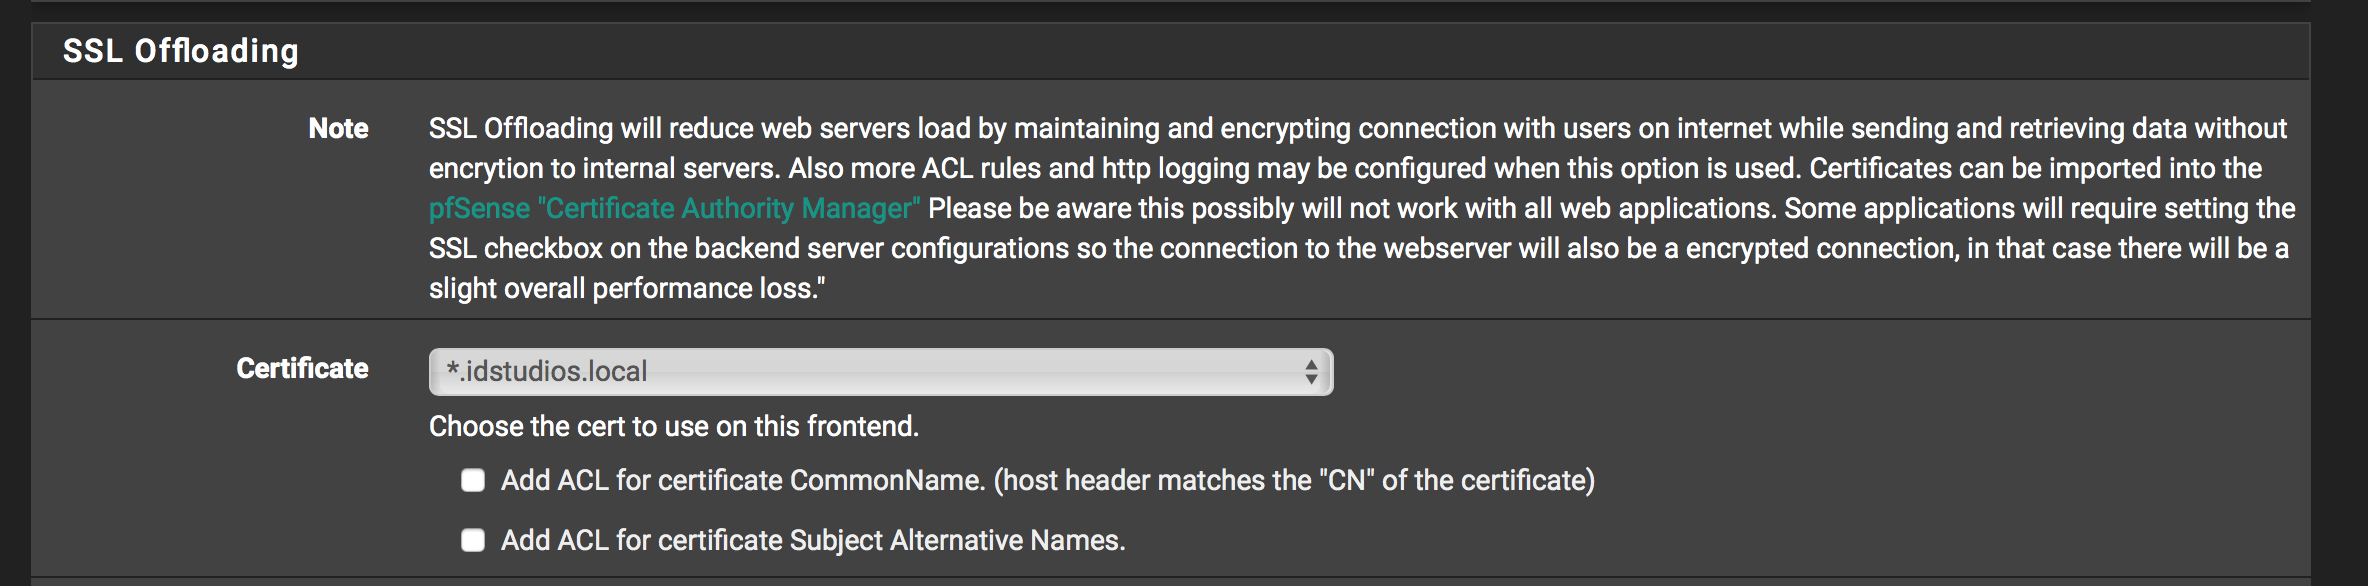 SSL Offloading
Note
SSL Offloading will reduce web servers load by maintaining and encrypting connection with users on internet while sending and retrieving data without
encrytion to internal servers. Also more ACL rules and http logging may be configured when this option is used. Certificates can be imported into the
pfSense "Certificate Authority Manager" Please be aware this possibly will not work with all web applications. Some applications will require setting the
SSL checkbox on the backend server configurations so the connection to the webserver will also be a encrypted connection, in that case there will be a
slight overall performance loss."
Certificate
*.idstudios.local
Choose the cert to use on this frontend.
Add ACL for certificate CommonName. (host header matches the "CN" of the certificate)
Add ACL for certificate Subject Alternative Names.